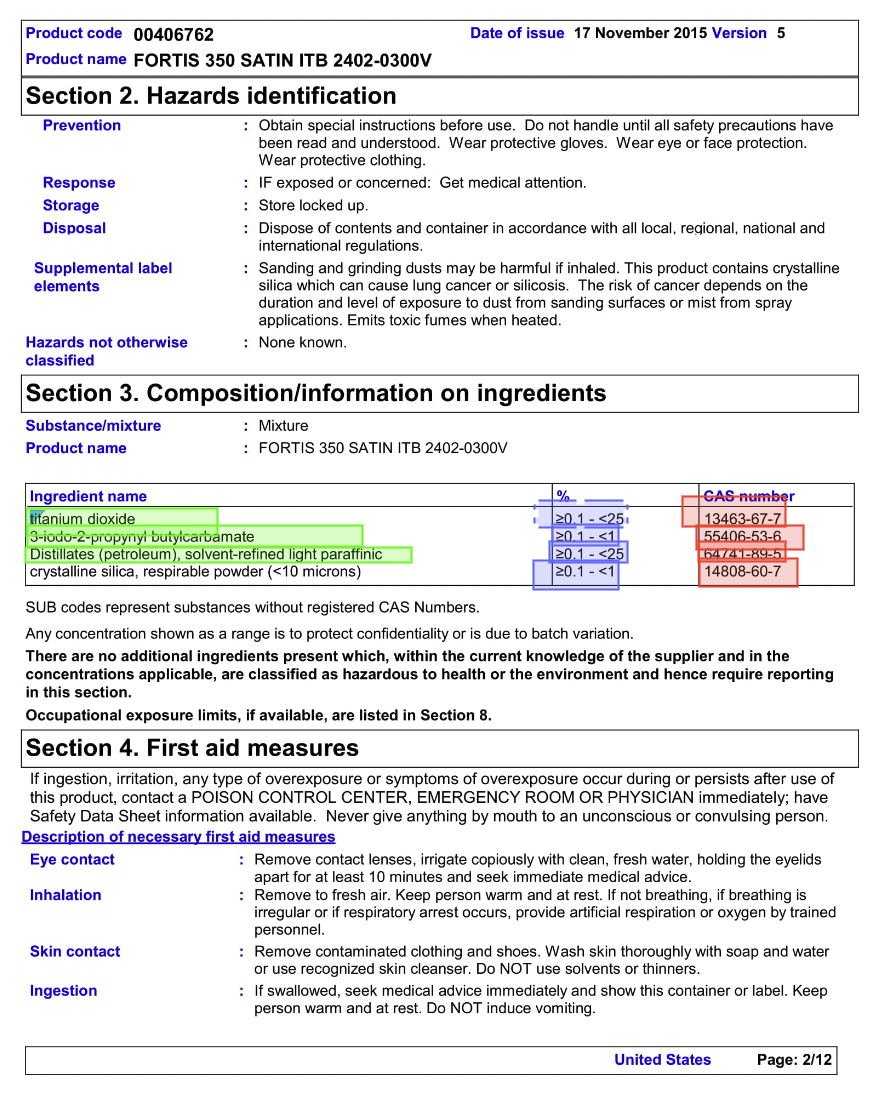 Product code 00406762 Date of issue 17 November 2015 Version 5
Product name FORTIS 350 SATIN ITB 2402-0300V
Section 2. Hazards identification
Prevention : Obtain special instructions before use. Do not handle until all safety precautions have
been read and understood. Wear protective gloves. Wear eye or face protection.
Wear protective clothing.
Response : IF exposed or concerned: Get medical attention.
Storage : Store locked up.
Disposal : Dispose of contents and container in accordance with all local, regional, national and
international regulations.
Supplemental label : Sanding and grinding dusts may be harmful if inhaled. This product contains crystalline
elements silica which can cause lung cancer or silicosis. The risk of cancer depends on the
duration and level of exposure to dust from sanding surfaces or mist from spray
applications. Emits toxic fumes when heated.
Hazards not otherwise : None known.
classified
Section 3. Composition/information on ingredients
Substance/mixture : Mixture
Product name : FORTIS 350 SATIN ITB 2402-0300V
Ingredient name % CAS number
titanium dioxide ≥0.1 - <25 13463-67-7
3-iodo-2-propynyl butylcarbamate ≥0.1 - <1 55406-53-6
Distillates (petroleum), solvent-refined light paraffinic ≥0.1 - <25 64741-89-5
crystalline silica, respirable powder (<10 microns) ≥0.1 - <1 14808-60-7
SUB codes represent substances without registered CAS Numbers.
Any concentration shown as a range is to protect confidentiality or is due to batch variation.
There are no additional ingredients present which, within the current knowledge of the supplier and in the
concentrations applicable, are classified as hazardous to health or the environment and hence require reporting
in this section.
Occupational exposure limits, if available, are listed in Section 8.
Section 4. First aid measures
If ingestion, irritation, any type of overexposure or symptoms of overexposure occur during or persists after use of
this product, contact a POISON CONTROL CENTER, EMERGENCY ROOM OR PHYSICIAN immediately; have
Safety Data Sheet information available. Never give anything by mouth to an unconscious or convulsing person.
Description of necessary first aid measures
Eye contact : Remove contact lenses, irrigate copiously with clean, fresh water, holding the eyelids
apart for at least 10 minutes and seek immediate medical advice.
Inhalation : Remove to fresh air. Keep person warm and at rest. If not breathing, if breathing is
irregular or if respiratory arrest occurs, provide artificial respiration or oxygen by trained
personnel.
Skin contact : Remove contaminated clothing and shoes. Wash skin thoroughly with soap and water
or use recognized skin cleanser. Do NOT use solvents or thinners.
Ingestion : If swallowed, seek medical advice immediately and show this container or label. Keep
person warm and at rest. Do NOT induce vomiting.
United States Page: 2/12